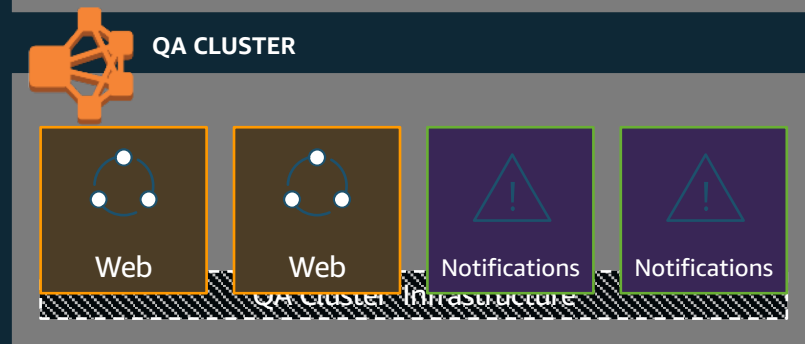 QA CLUSTER
Web
Web
Notifications
Notifications
QA Cluster Infrastructure